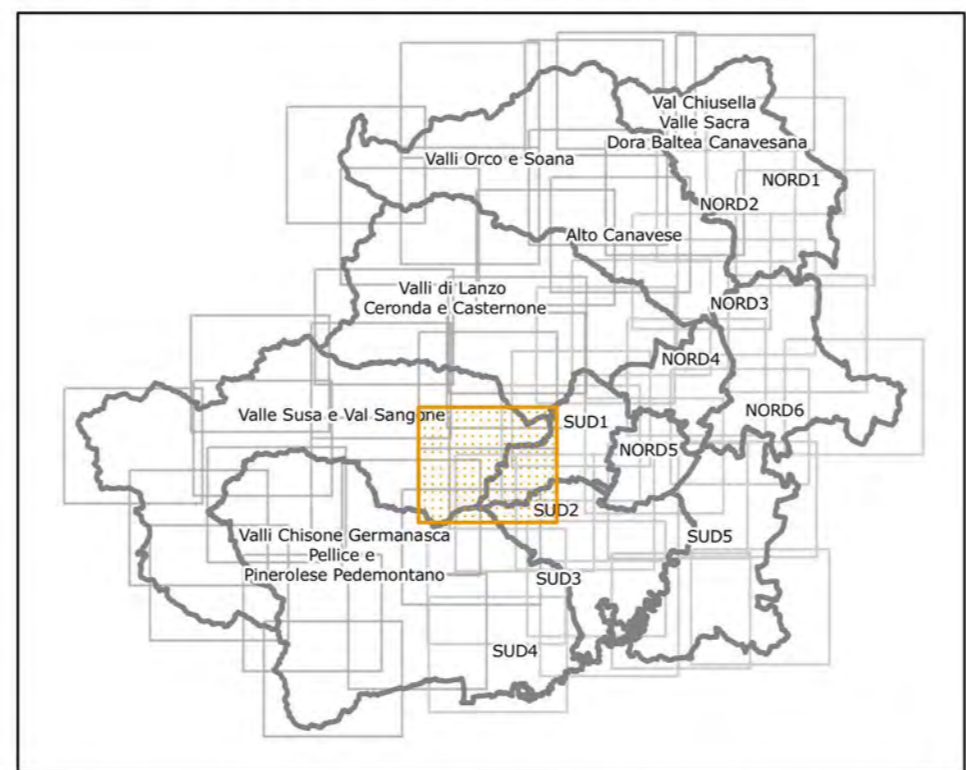 Val Chiusella
Valle Sacra
Dora Baltea Canavesana
Valli Orco e Soana
NORD1
NORD2
Alto Canavese
Valli di Lanzo
Ceronda e Casternone
NORD3
NORD4
Valle Susa e Val Sangone
SUD1
NORD6
NORD5
SUD2
Valli Chisone Germanasca
Pellice e
Pinerolese Pedemontano
SUD5
SUD3
SUD4